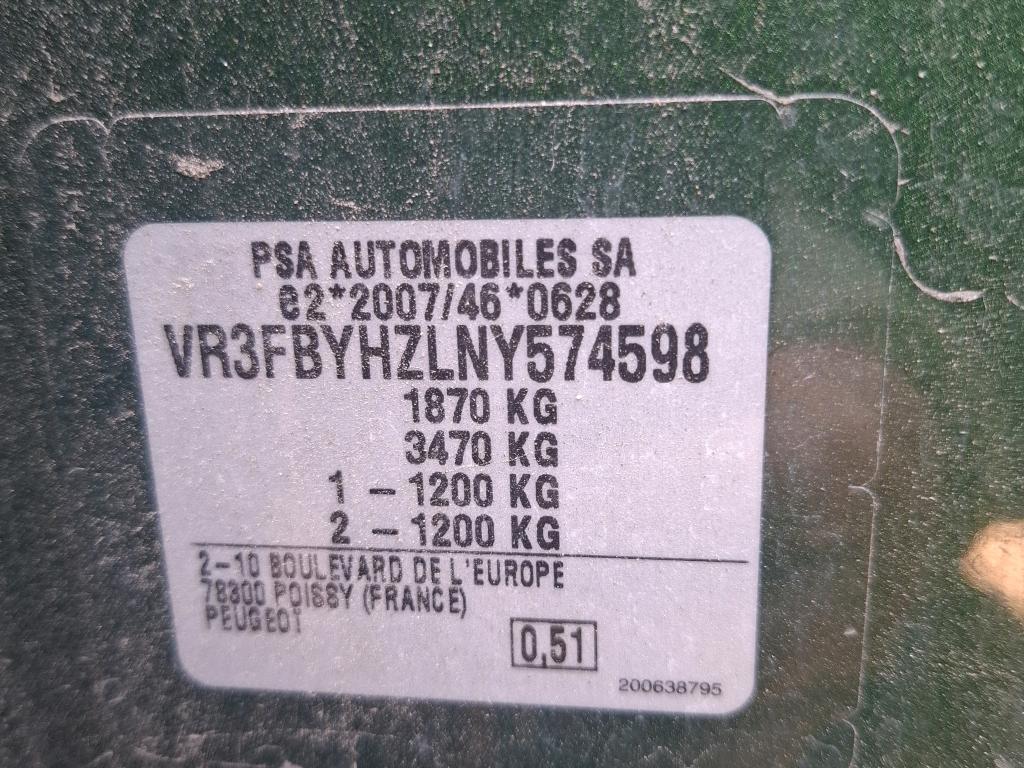 PSA AUTOMOBILES SA
e2*2007/46*0628
VR3FBYHZLNY574598
1870 KG
3470 KG
1 – 1200 KG
2 – 1200 KG
2–10 BOULEVARD DE L'EUROPE
78300 POISSY (FRANCE)
PEUGEOT
0,51
200638795